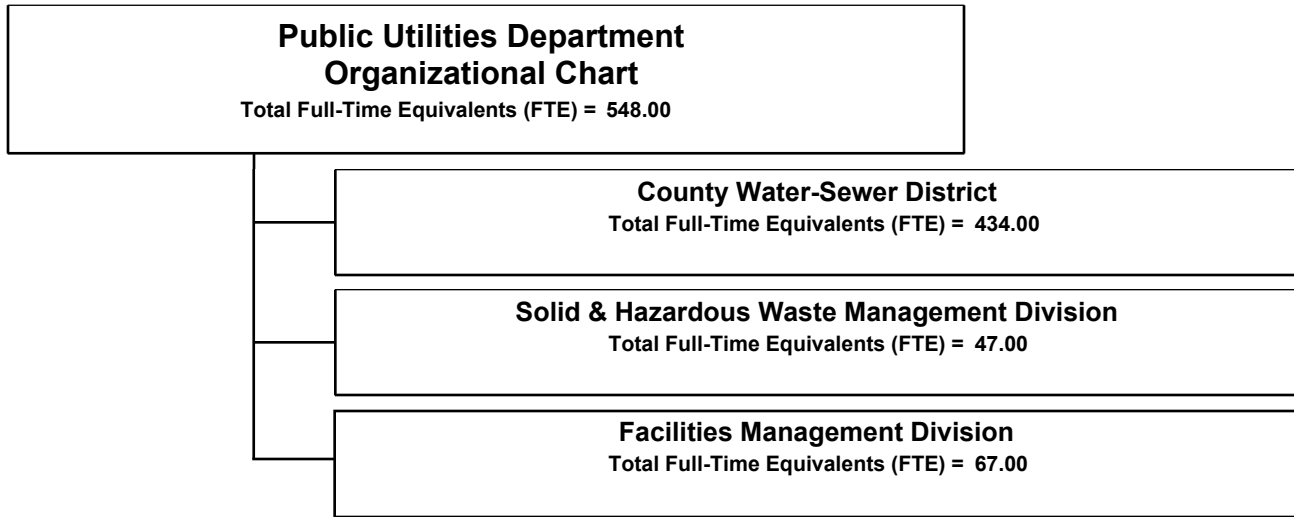 Public Utilities Department
Organizational Chart
Total Full-Time Equivalents (FTE) = 548.00
County Water-Sewer District
Total Full-Time Equivalents (FTE) = 434.00
Solid & Hazardous Waste Management Division
Total Full-Time Equivalents (FTE) = 47.00
Facilities Management Division
Total Full-Time Equivalents (FTE) = 67.00